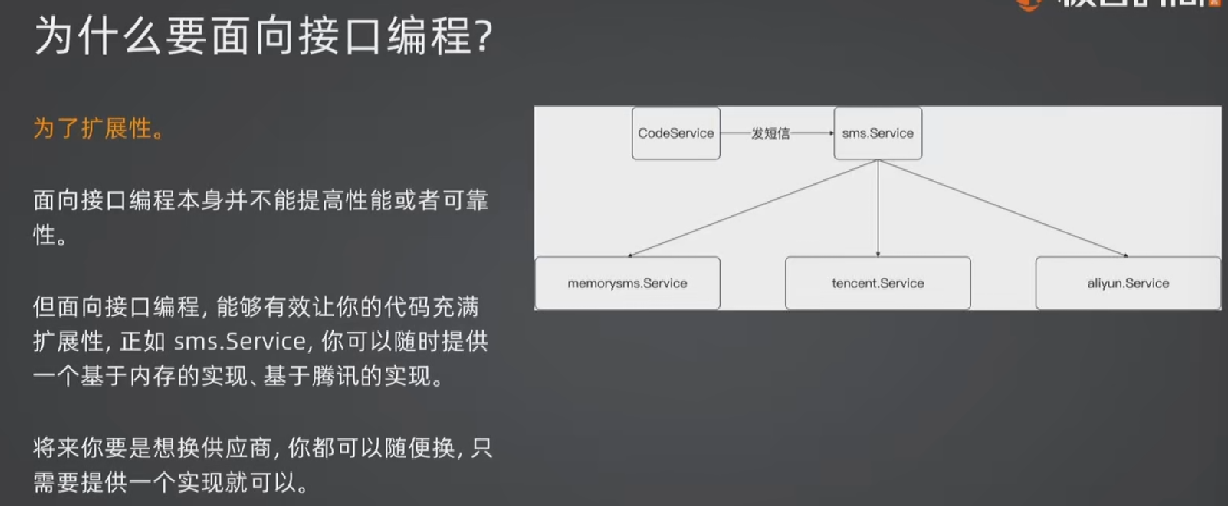 为什么要面向接口编程?
为了扩展性。
面向接口编程本身并不能提高性能或者可靠
性。
但面向接口编程, 能够有效让你的代码充满
扩展性, 正如 sms.Service, 你可以随时提供
一个基于内存的实现、基于腾讯的实现。
将来你要是想换供应商, 你都可以随便换, 只
需要提供一个实现就可以。
CodeService
发短信
sms.Service
memorysms.Service
tencent.Service
aliyun.Service